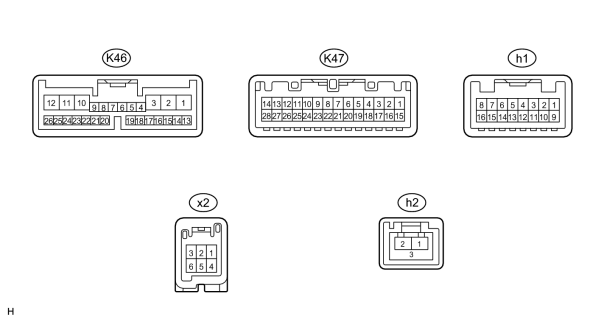 K46 K47 h1
12 11 10 9 8 7 6 5 4 3 2 1
26 25 24 23 22 21 20 19 18 17 16 15 14 13
14 13 12 11 10 9 8 7 6 5 4 3 2 1
28 27 26 25 24 23 22 21 20 19 18 17 16 15
8 7 6 5 4 3 2 1
16 15 14 13 12 11 10 9
x2 h2
3 2 1
6 5 4
2 1
3
H